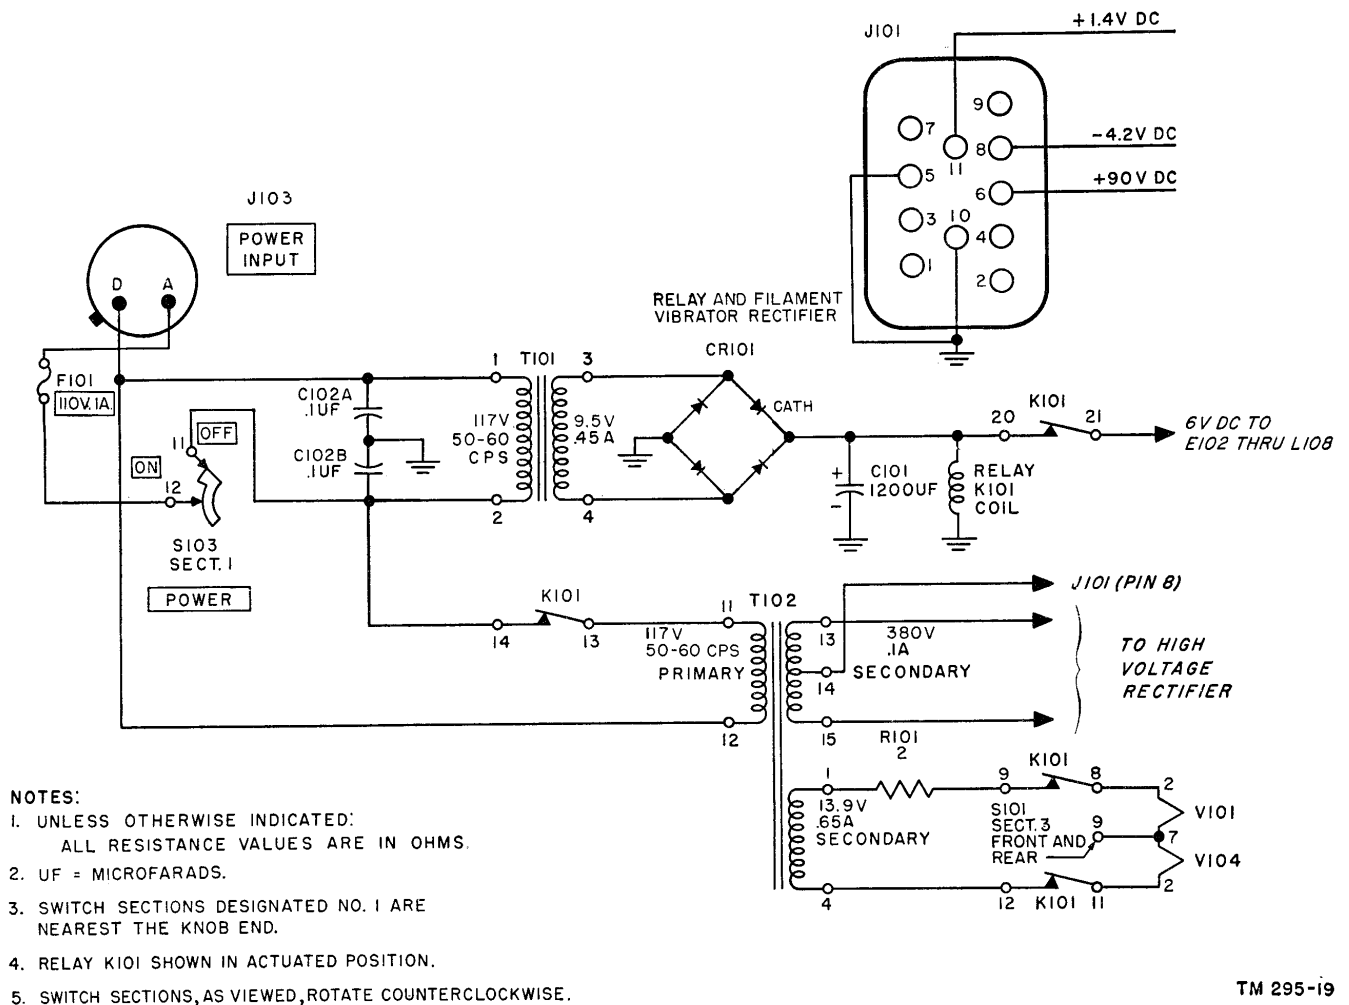 +1.4V DC
J101
9
7
-4.2V DC
8
11
5
+90V DC
6
3
10
4
1
2
J103
POWER
INPUT
D
A
RELAY AND FILAMENT
VIBRATOR RECTIFIER
CR101
F101
110V.1A.
1
T101
3
C102A
.1UF
117V
50-60
CPS
9.5V
.45A
CATH
20
K101
21
6V DC TO
E102 THRU L108
11
OFF
ON
12
C102B
.1UF
+
C101
1200UF
-
RELAY
K101
COIL
2
4
S103
SECT. 1
POWER
K101
14
13
11
T102
117V
50-60 CPS
PRIMARY
12
13
380V
.1A
14
SECONDARY
15
J101 (PIN 8)
TO HIGH
VOLTAGE
RECTIFIER
R101
2
1
13.9V
.65A
SECONDARY
4
9
K101
8
2
V101
S101
SECT. 3
FRONT AND
REAR
9
7
V104
12
K101
11
2
NOTES:
1. UNLESS OTHERWISE INDICATED:
ALL RESISTANCE VALUES ARE IN OHMS.
2. UF = MICROFARADS.
3. SWITCH SECTIONS DESIGNATED NO. 1 ARE
NEAREST THE KNOB END.
4. RELAY K101 SHOWN IN ACTUATED POSITION.
5. SWITCH SECTIONS, AS VIEWED, ROTATE COUNTERCLOCKWISE.
TM 295-19